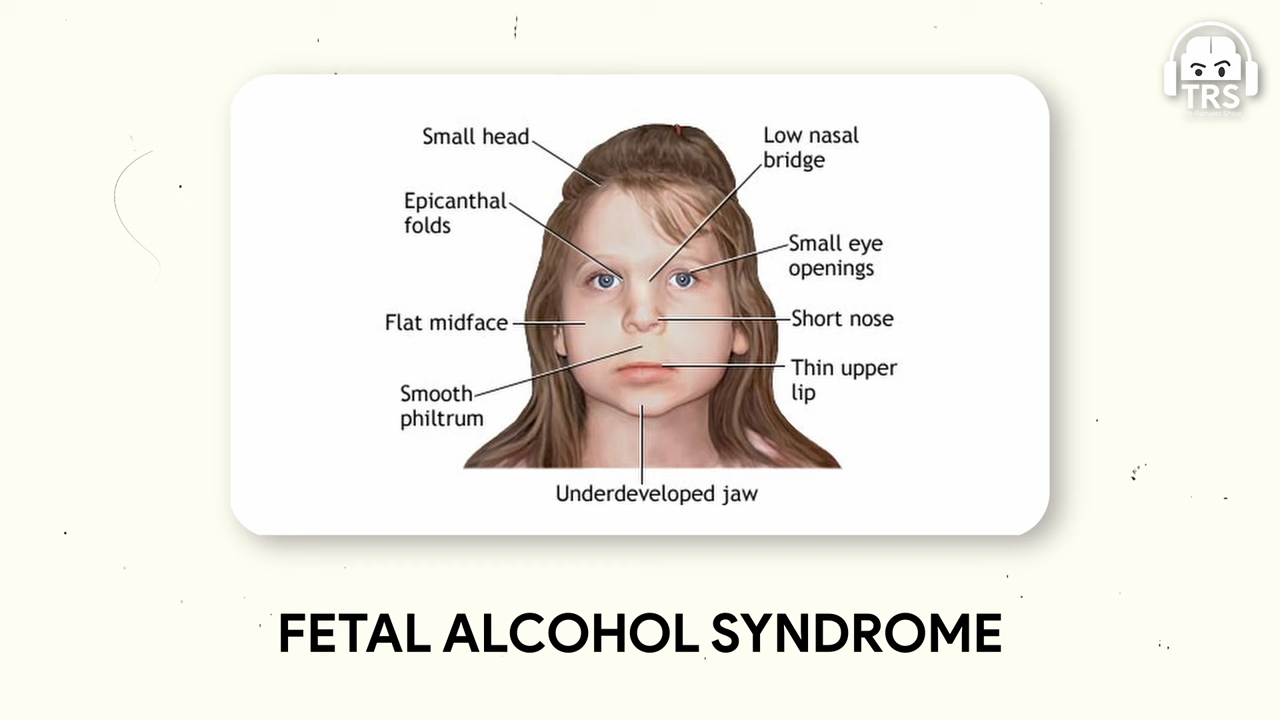 TRS
Small head
Low nasal
bridge
Epicanthal
folds
Small eye
openings
Flat midface
Short nose
Smooth
philtrum
Thin upper
lip
Underdeveloped jaw
FETAL ALCOHOL SYNDROME